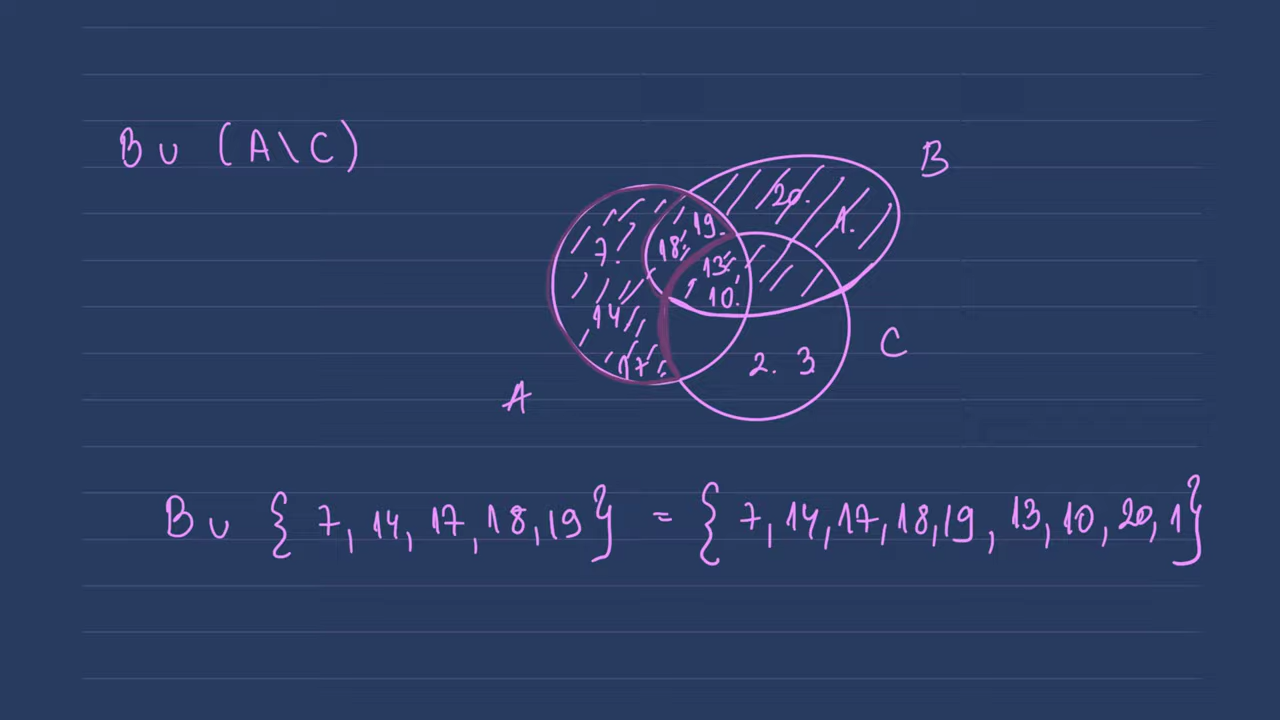 B ∪ (A\C)
B
20. 1.
19.
18.
7.
13.
10.
14
17.
2. 3
C
A
B ∪ { 7, 14, 17, 18, 19 } = { 7, 14, 17, 18, 19, 13, 10, 20, 1 }